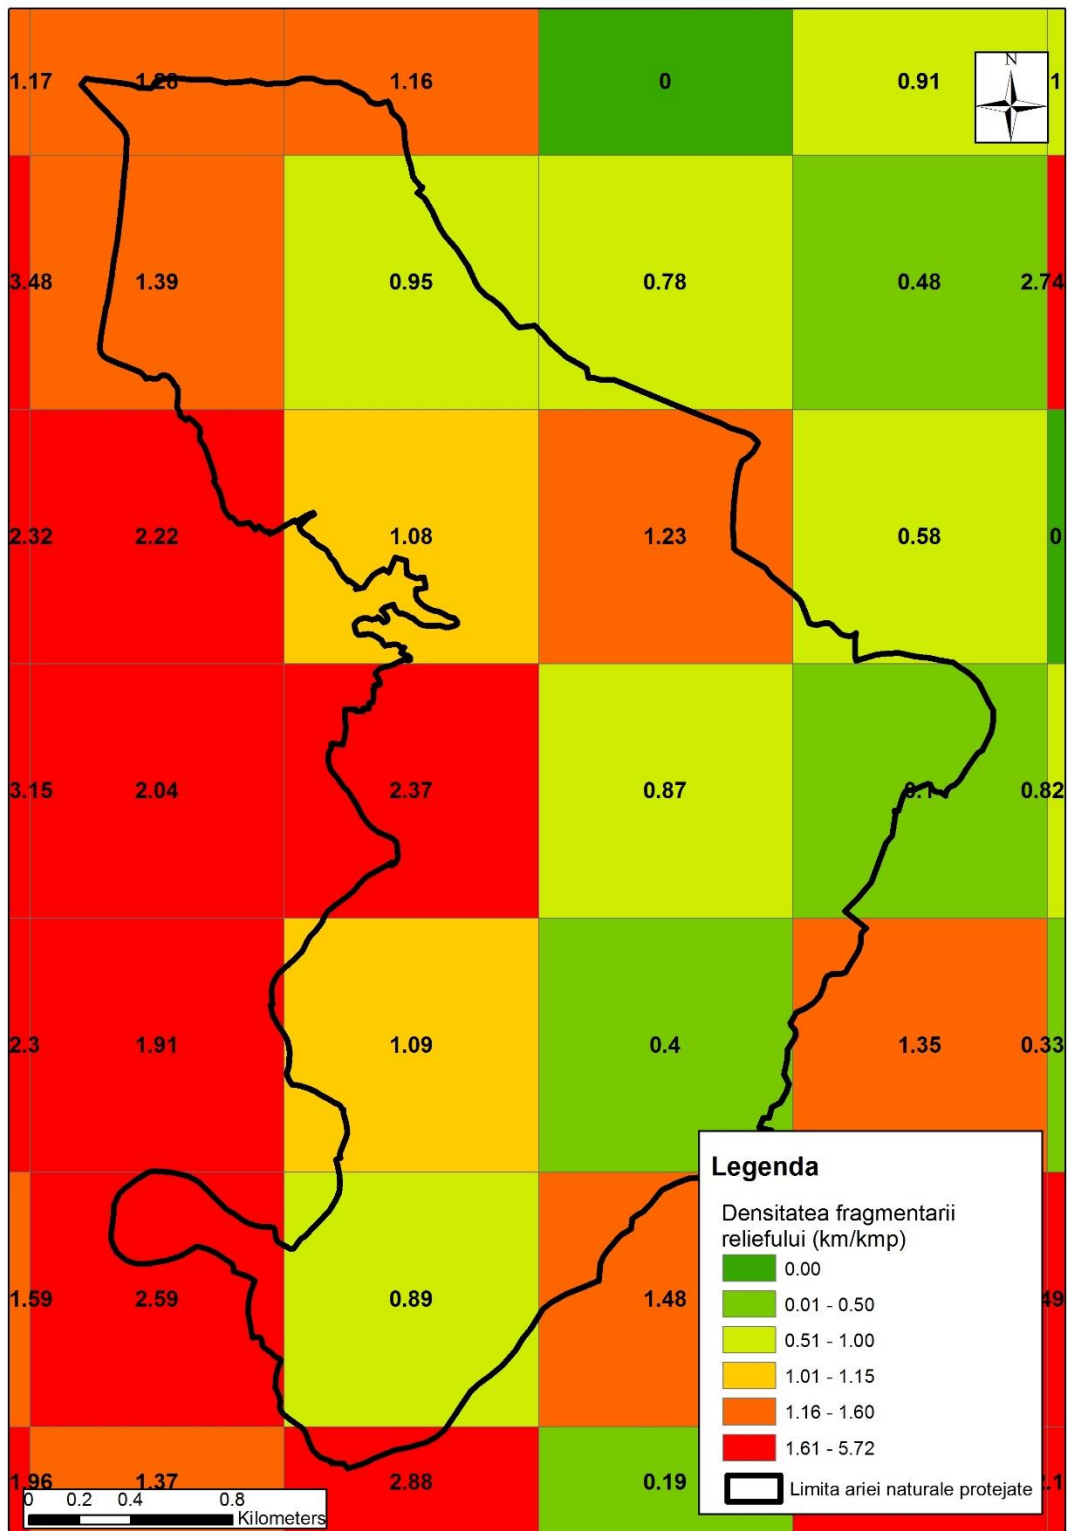 N
1.17 1.28 1.16 0 0.91 1
3.48 1.39 0.95 0.78 0.48 2.74
2.32 2.22 1.08 1.23 0.58 0
3.15 2.04 2.37 0.87 0.82
2.3 1.91 1.09 0.4 1.35 0.33
1.59 2.59 0.89 1.48 49
1.96 1.37 2.88 0.19
Legenda
Densitatea fragmentarii
reliefului (km/kmp)
0.00
0.01 - 0.50
0.51 - 1.00
1.01 - 1.15
1.16 - 1.60
1.61 - 5.72
Limita ariei naturale protejate
0 0.2 0.4 0.8
Kilometers